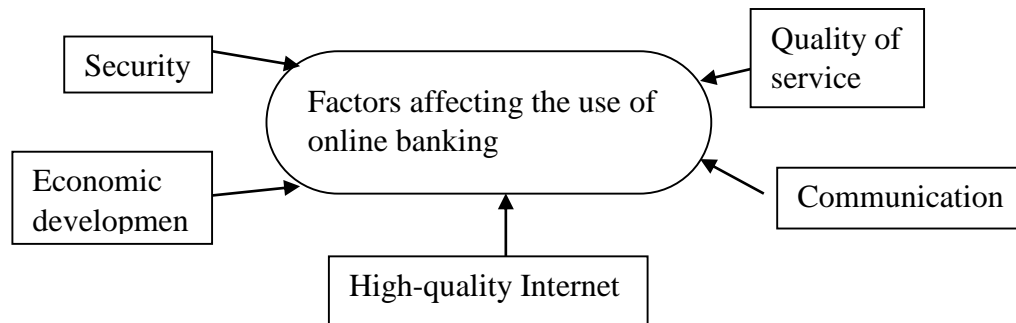 Security
Quality of
service
Factors affecting the use of
online banking
Economic
developmen
Communication
High-quality Internet